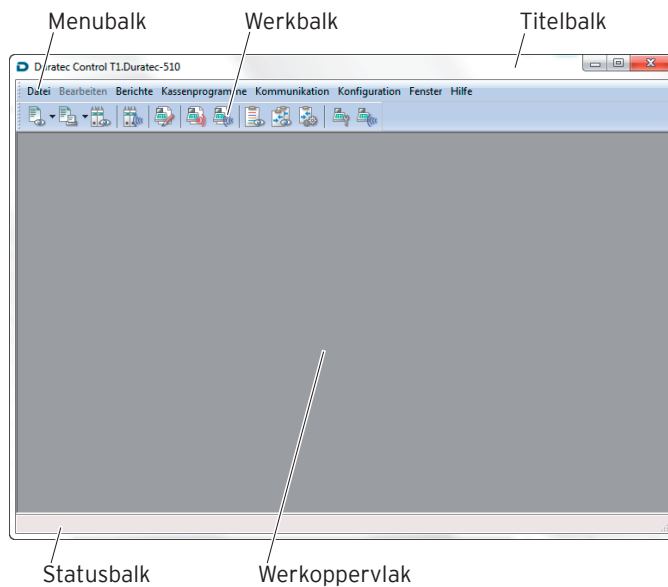 Menubalk Werkbalk Titelbalk
Duratec Control T1.Duratec-510
Datei Bearbeiten Berichte Kassenprogramme Kommunikation Konfiguration Fenster Hilfe
Statusbalk Werkoppervlak